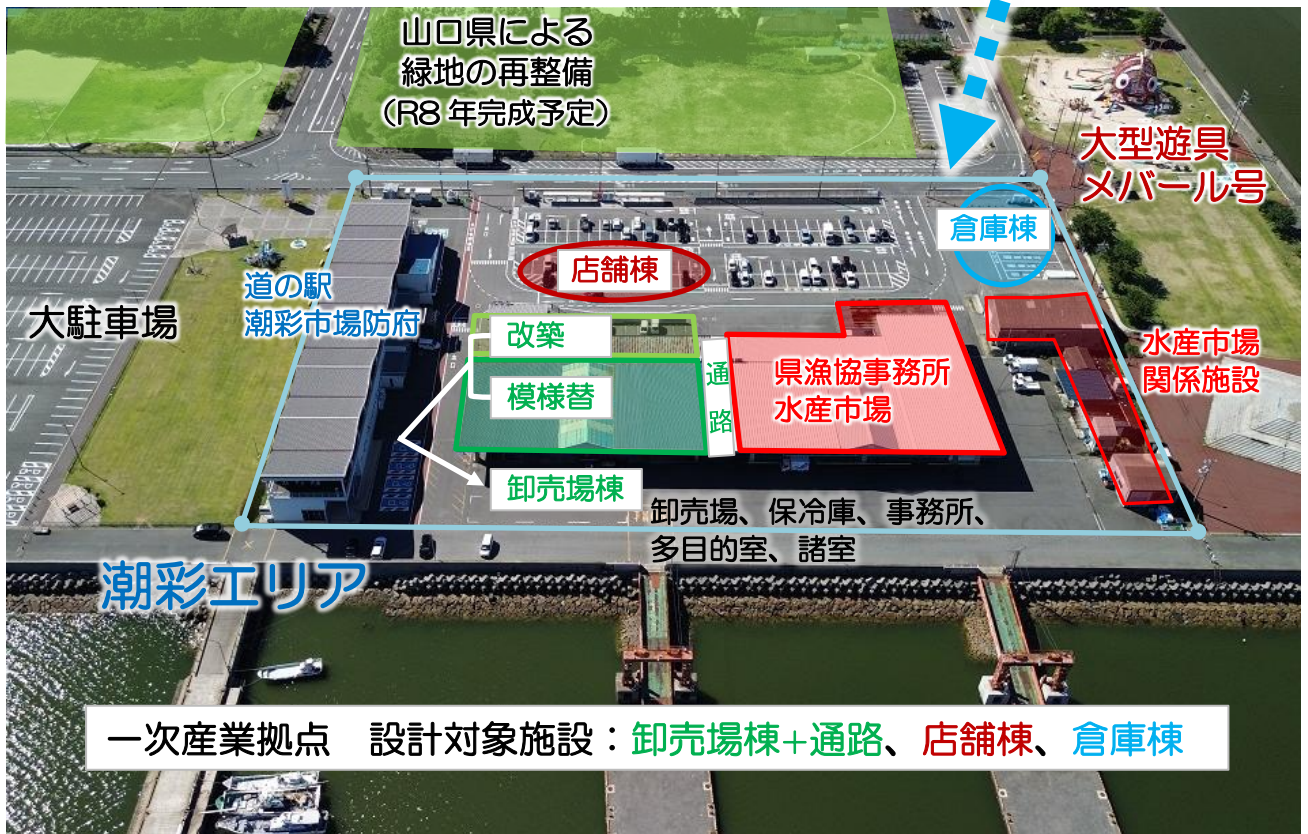 山口県による
緑地の再整備
(R8年完成予定)
大型遊具
メバール号
倉庫棟
店舗棟
道の駅
潮彩市場防府
大駐車場
改築
模様替
通
路
県漁協事務所
水産市場
水産市場
関係施設
卸売場棟
卸売場、保冷庫、事務所、
多目的室、諸室
潮彩エリア
一次産業拠点　設計対象施設：卸売場棟+通路、店舗棟、倉庫棟